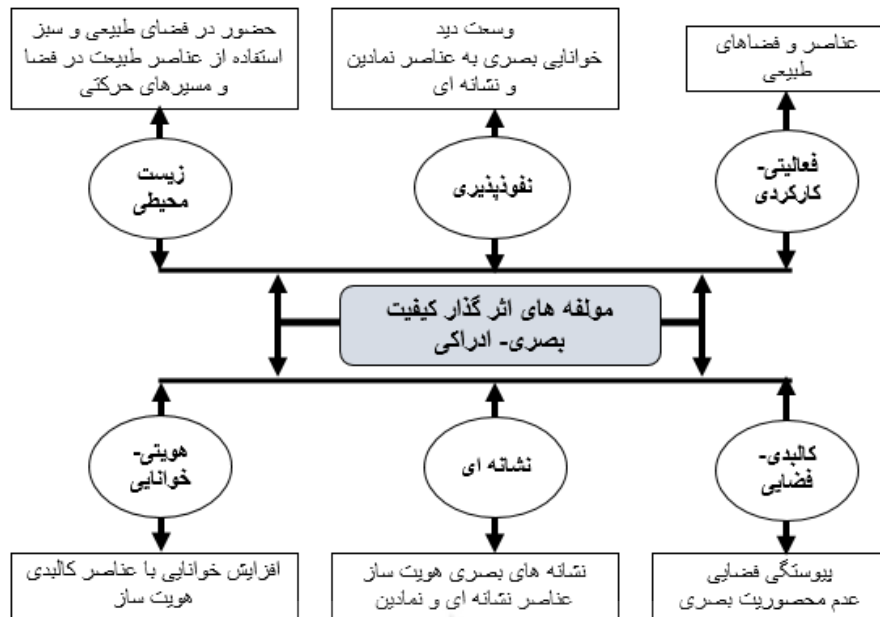 عناصر و فضاهای
طبیعی
وسعت دید
خوانایی بصری به عناصر نمادین
و نشانه ای
حضور در فضای طبیعی و سبز
استفاده از عناصر طبیعت در فضا
و مسیرهای حرکتی
فعالیتی-
کارکردی
نفوذپذیری
زیست
محیطی
مولفه های اثر گذار کیفیت
بصری- ادراکی
کالبدی-
فضایی
نشانه ای
هویتی-
خوانایی
پیوستگی فضایی
عدم محصوریت بصری
نشانه های بصری هویت ساز
عناصر نشانه ای و نمادین
افزایش خوانایی با عناصر کالبدی
هویت ساز